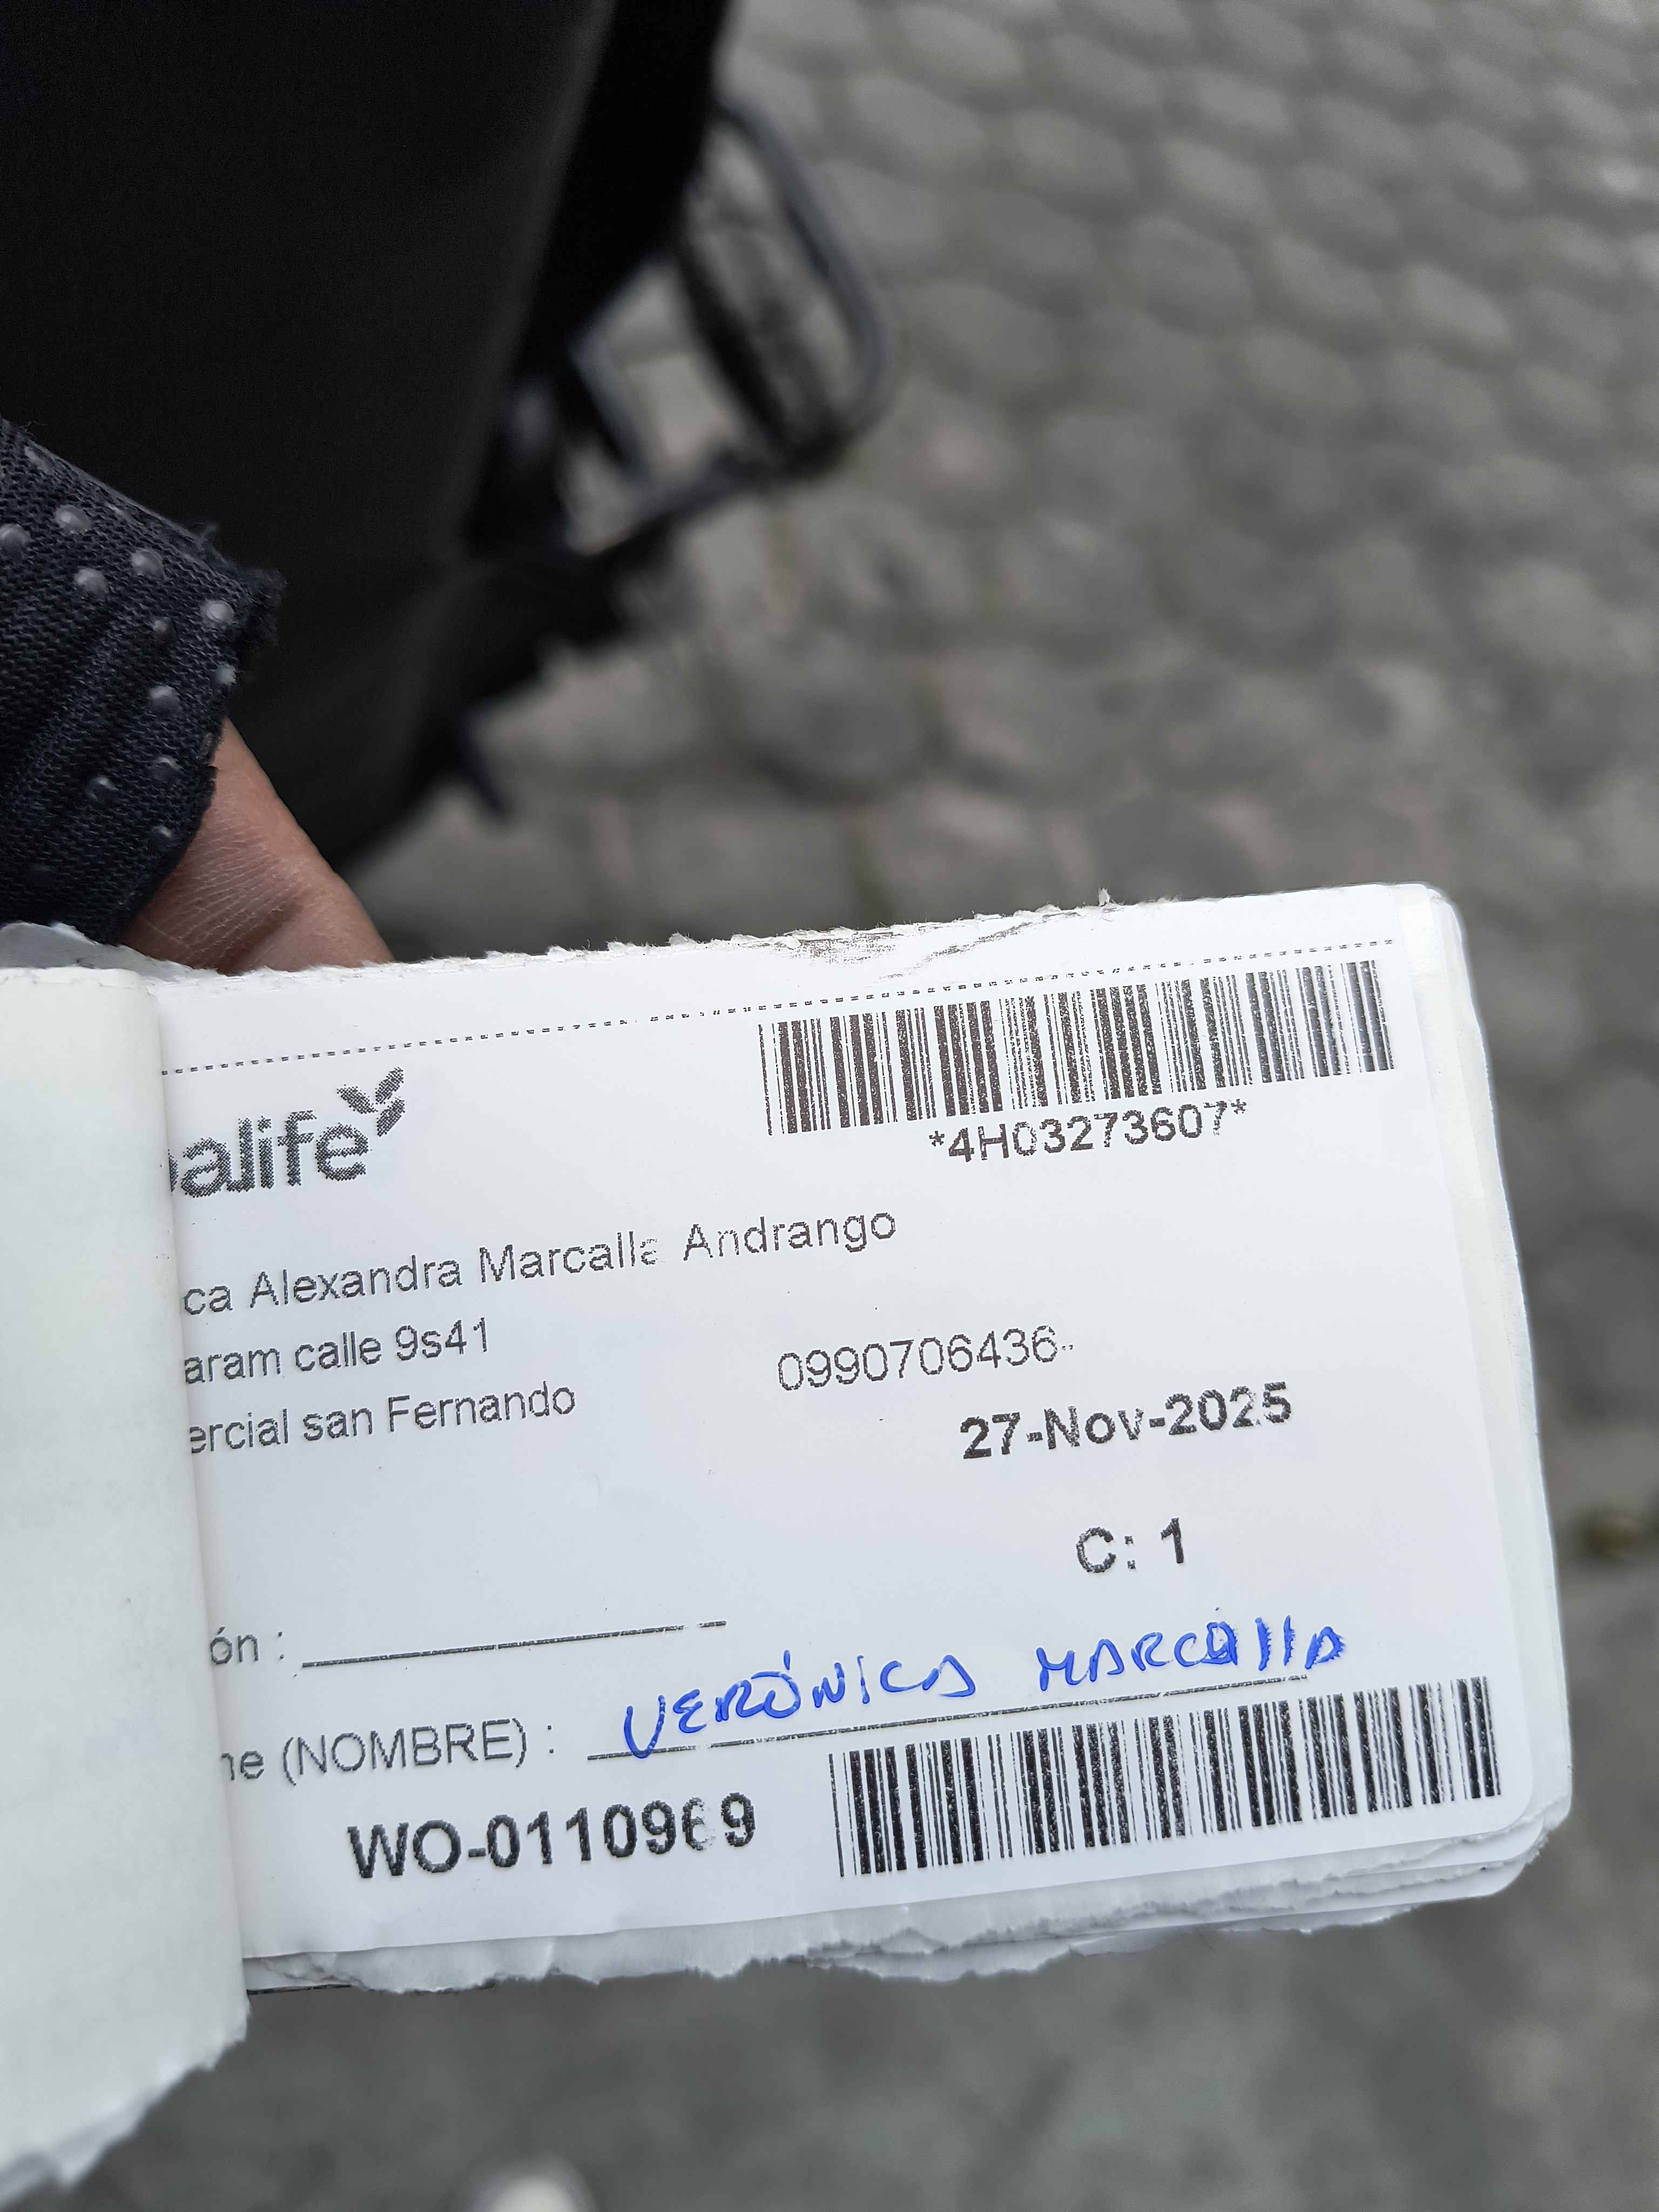 *4H03273607*
alife
ca Alexandra Marcalla Andrango
aram calle 9s41
0990706436
ercial san Fernando
27-Nov-2025
C: 1
ón :
ne (NOMBRE) : VERÓNICA MARCALLA
WO-0110969